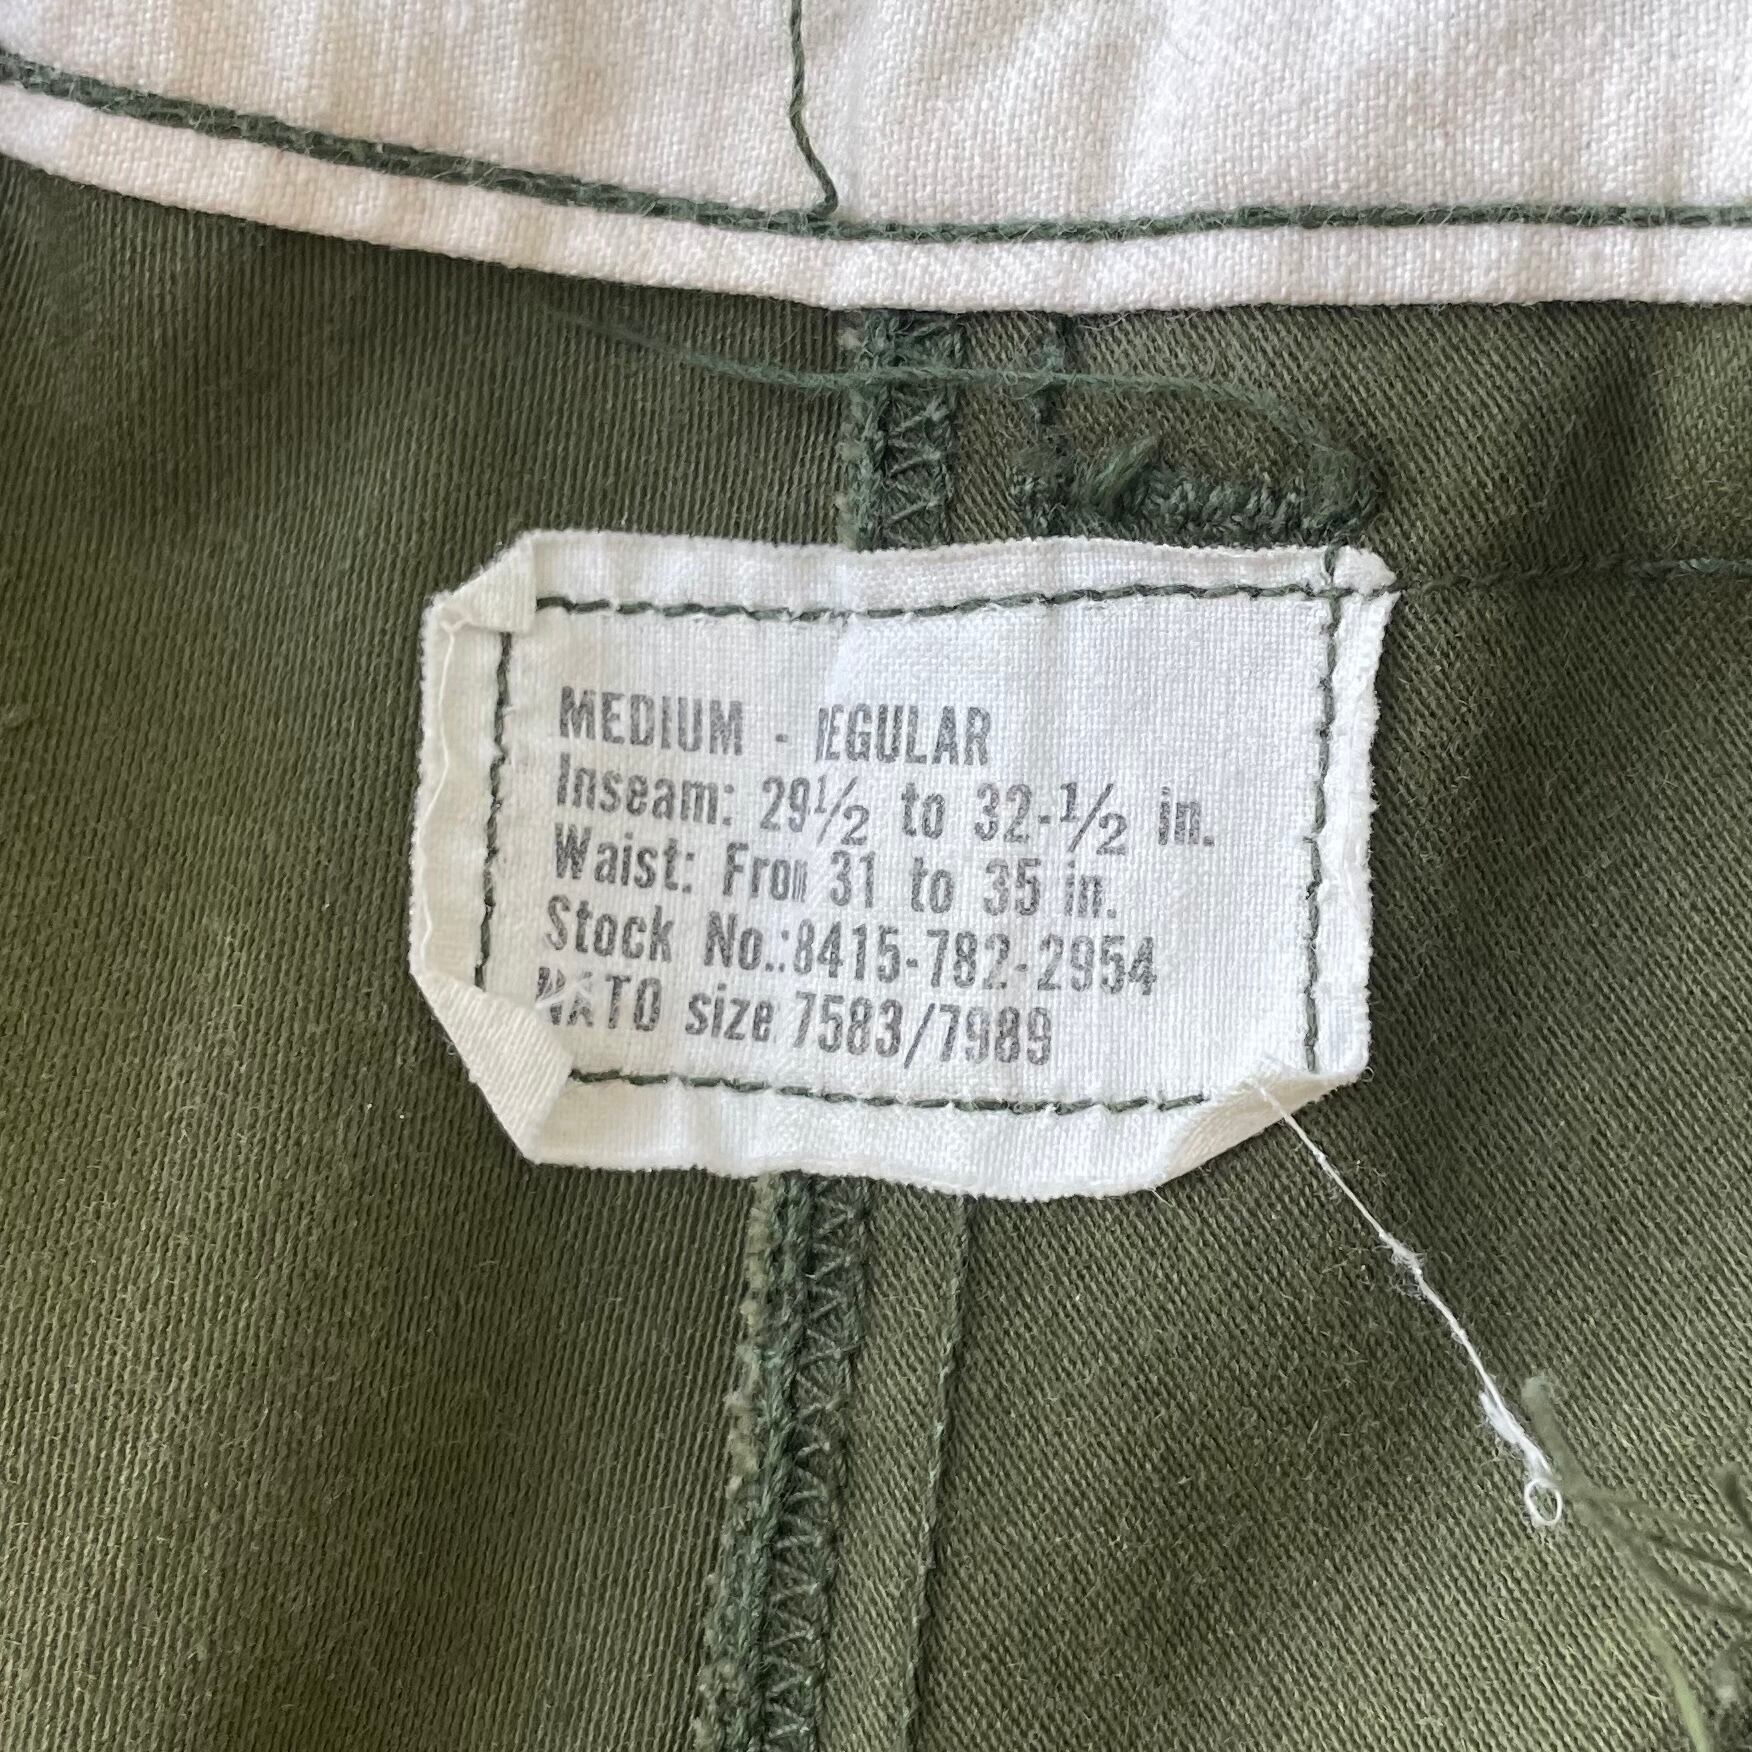 MEDIUM - REGULAR
Inseam: 29½ to 32-½ in.
Waist: From 31 to 35 in.
Stock No.:8415-782-2954
NATO size 7583/7989